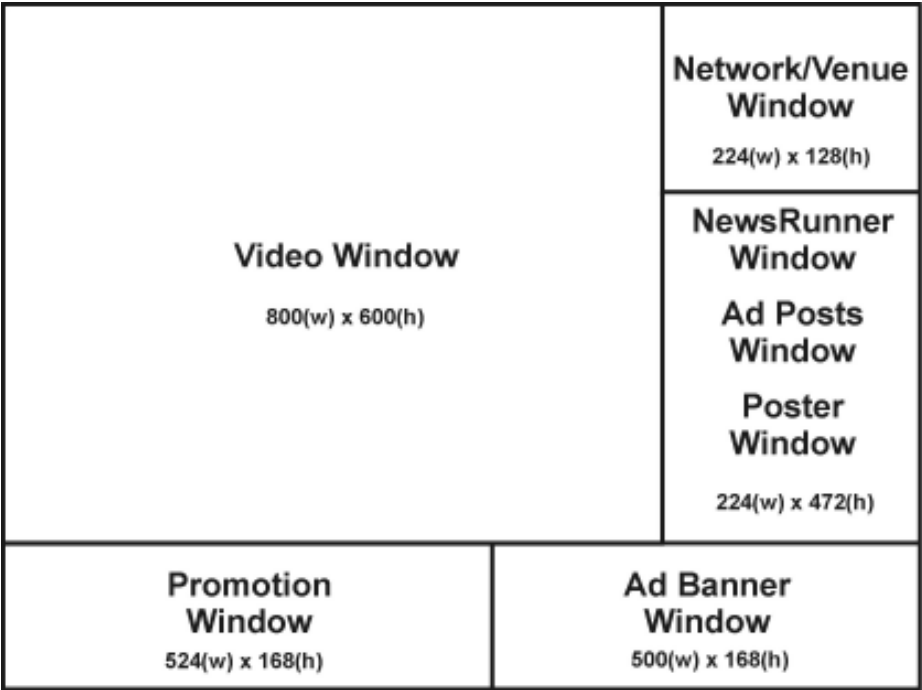 Video Window
800(w) x 600(h)
Network/Venue
Window
224(w) x 128(h)
NewsRunner
Window
Ad Posts
Window
Poster
Window
224(w) x 472(h)
Promotion
Window
524(w) x 168(h)
Ad Banner
Window
500(w) x 168(h)